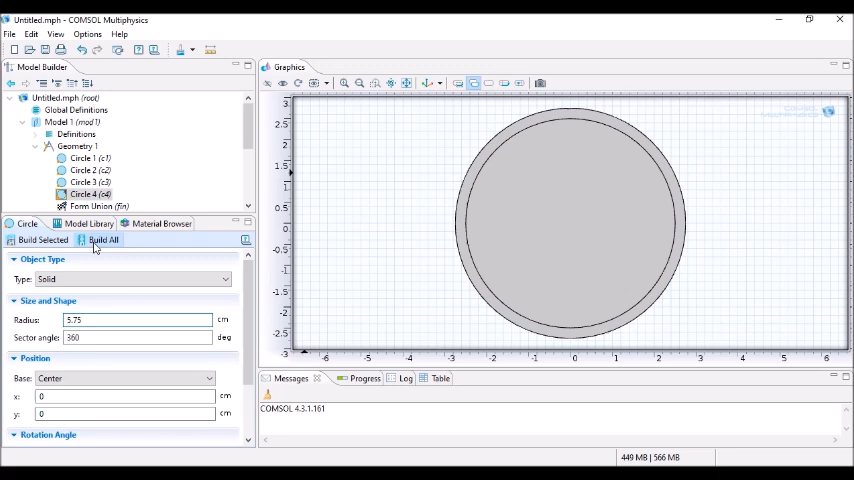 Untitled.mph - COMSOL Multiphysics
File Edit View Options Help
Model Builder
Untitled.mph (root)
Global Definitions
Model 1 (mod1)
Definitions
Geometry 1
Circle 1 (c1)
Circle 2 (c2)
Circle 3 (c3)
Circle 4 (c4)
Form Union (fin)
Circle Model Library Material Browser
Build Selected Build All
Object Type
Type: Solid
Size and Shape
Radius: 5.75 cm
Sector angle: 360 deg
Position
Base: Center
x: 0 cm
y: 0 cm
Rotation Angle
Graphics
COMSOL
MULTIPHYSICS
3
2.5
2
1.5
1
0.5
0
-0.5
-1
-1.5
-2
-2.5
-3
-6 -5 -4 -3 -2 -1 0 1 2 3 4 5 6
Messages Progress Log Table
COMSOL 4.3.1.161
449 MB | 566 MB